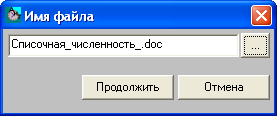 Имя файла
Списочная_численность_.doc ...
Продолжить Отмена